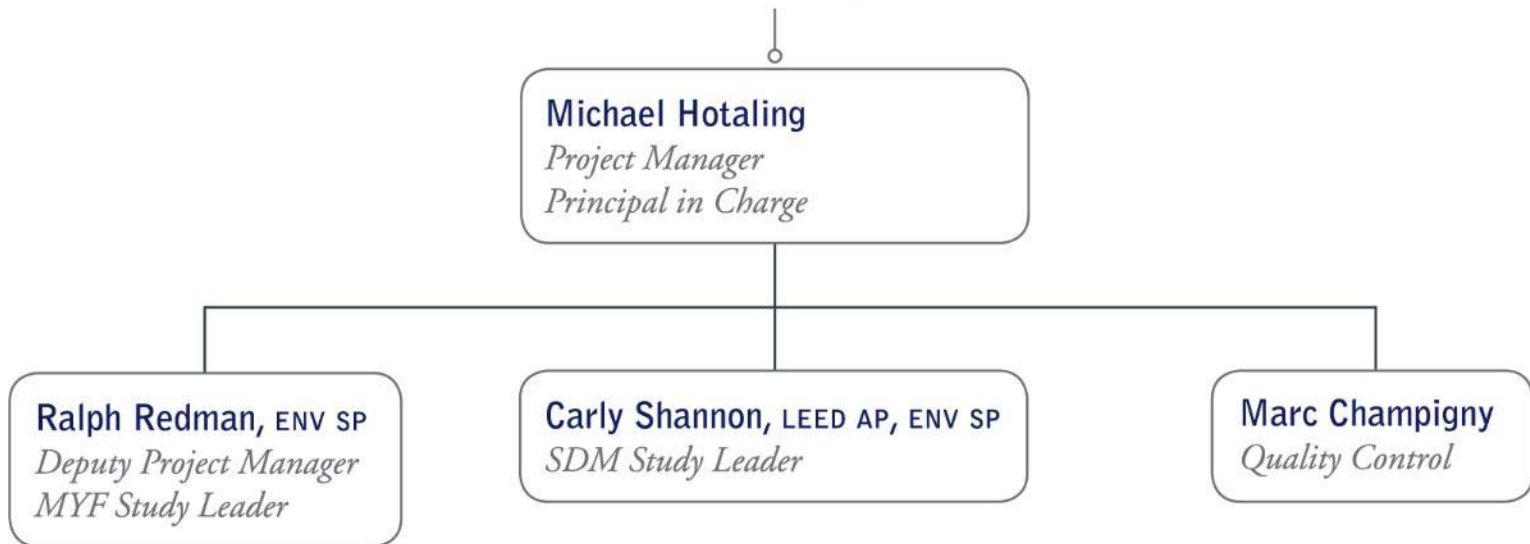 Michael Hotaling
Project Manager
Principal in Charge
Ralph Redman, ENV SP
Deputy Project Manager
MYF Study Leader
Carly Shannon, LEED AP, ENV SP
SDM Study Leader
Marc Champigny
Quality Control